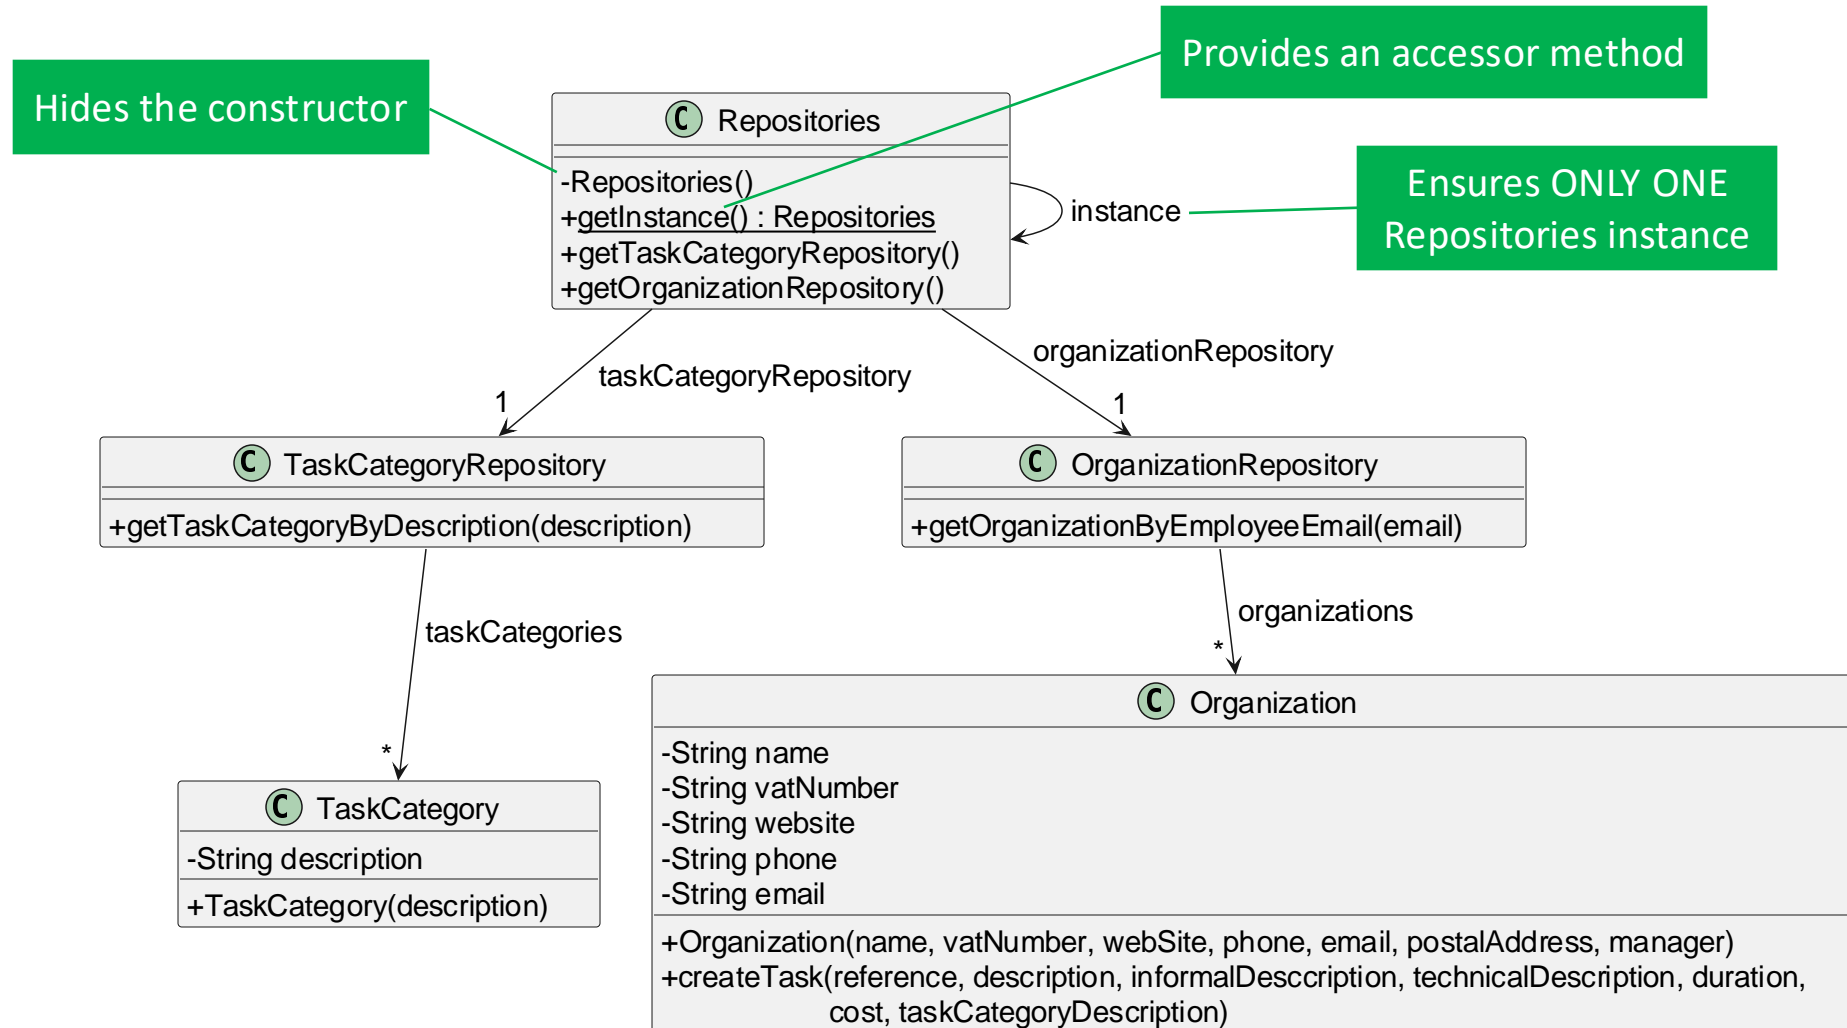 Provides an accessor method
Hides the constructor
C Repositories
-Repositories()
+getInstance() : Repositories
+getTaskCategoryRepository()
+getOrganizationRepository()
instance
Ensures ONLY ONE
Repositories instance
taskCategoryRepository
1
organizationRepository
1
C TaskCategoryRepository
+getTaskCategoryByDescription(description)
C OrganizationRepository
+getOrganizationByEmployeeEmail(email)
taskCategories
*
organizations
*
C TaskCategory
-String description
+TaskCategory(description)
C Organization
-String name
-String vatNumber
-String website
-String phone
-String email
+Organization(name, vatNumber, webSite, phone, email, postalAddress, manager)
+createTask(reference, description, informalDesccription, technicalDescription, duration,
cost, taskCategoryDescription)